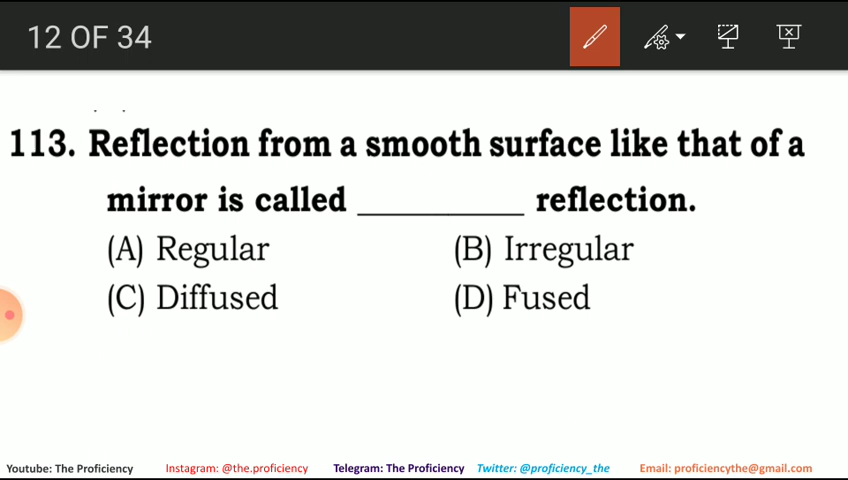 12 OF 34
113. Reflection from a smooth surface like that of a
mirror is called __________ reflection.
(A) Regular (B) Irregular
(C) Diffused (D) Fused
Youtube: The Proficiency Instagram: @the.proficiency Telegram: The Proficiency Twitter: @proficiency_the Email: proficiencythe@gmail.com